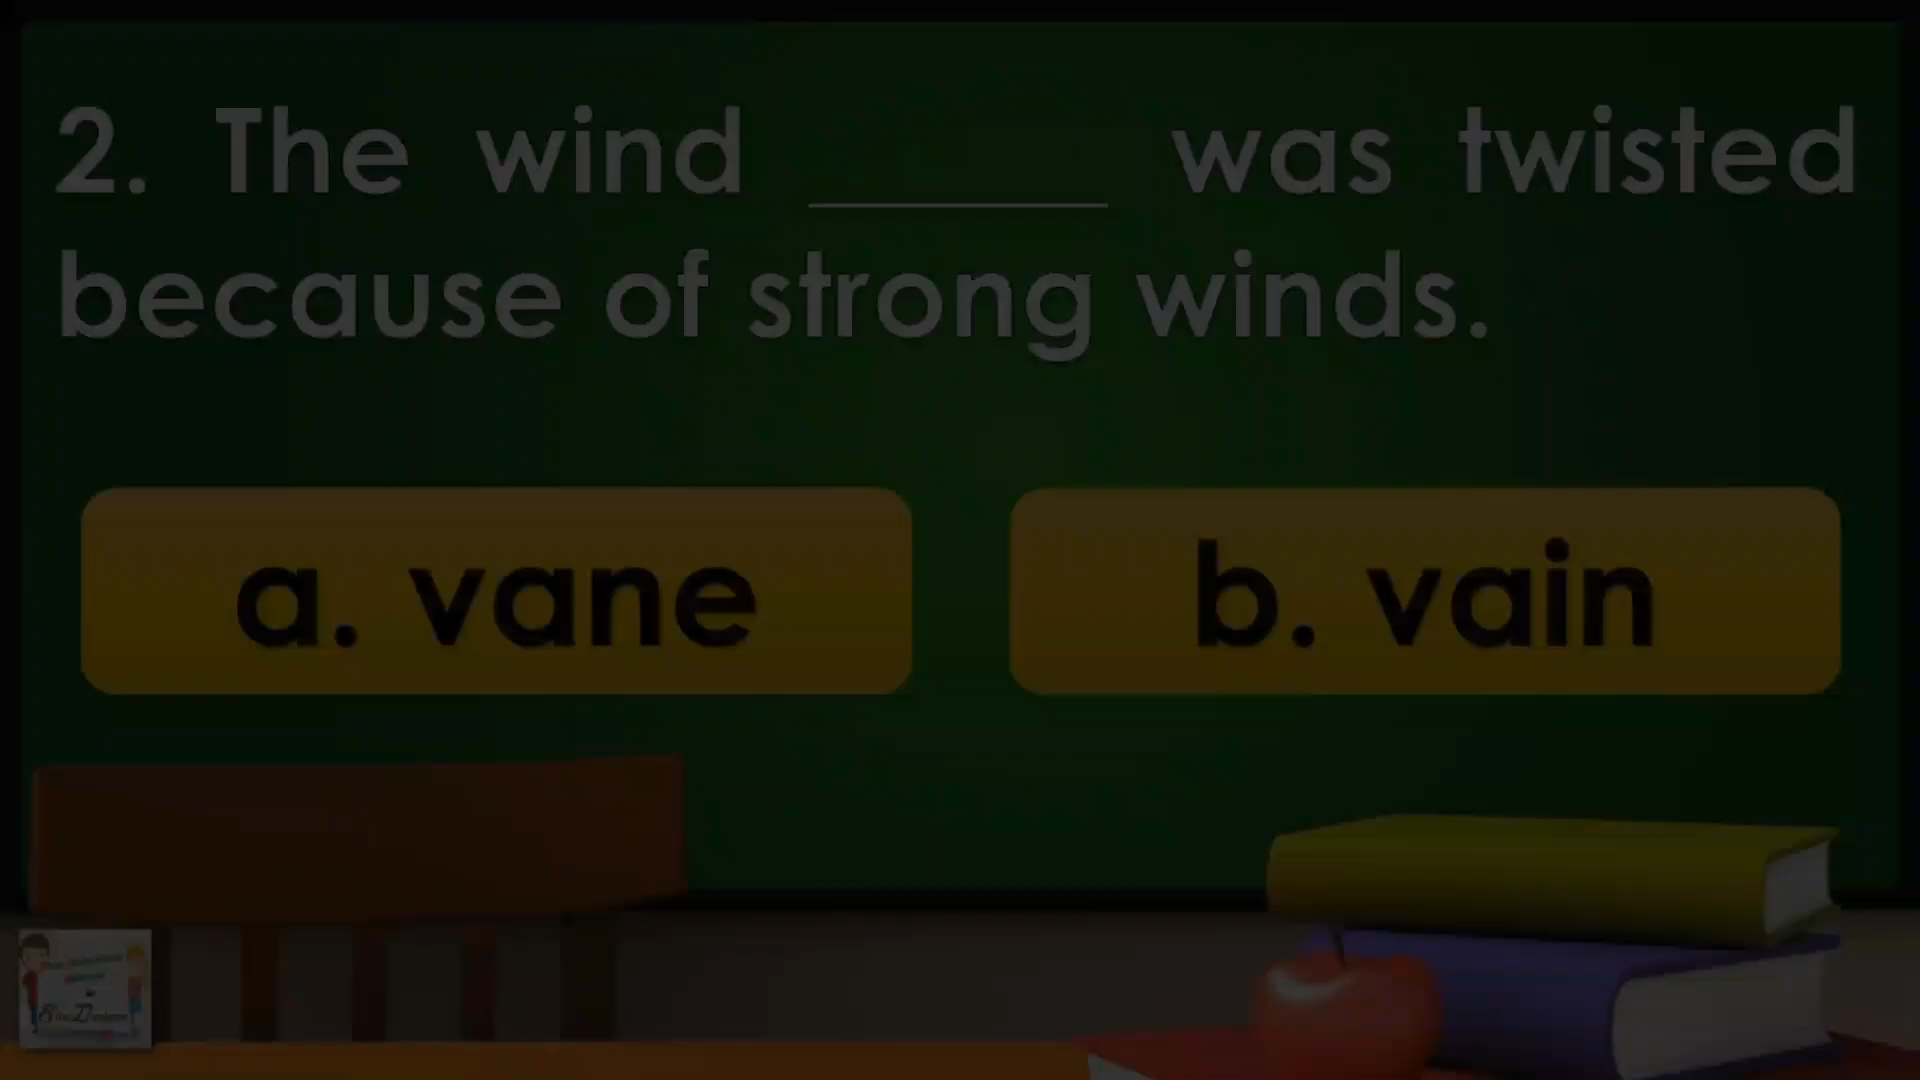 2. The wind ______ was twisted
because of strong winds.
a. vane
b. vain